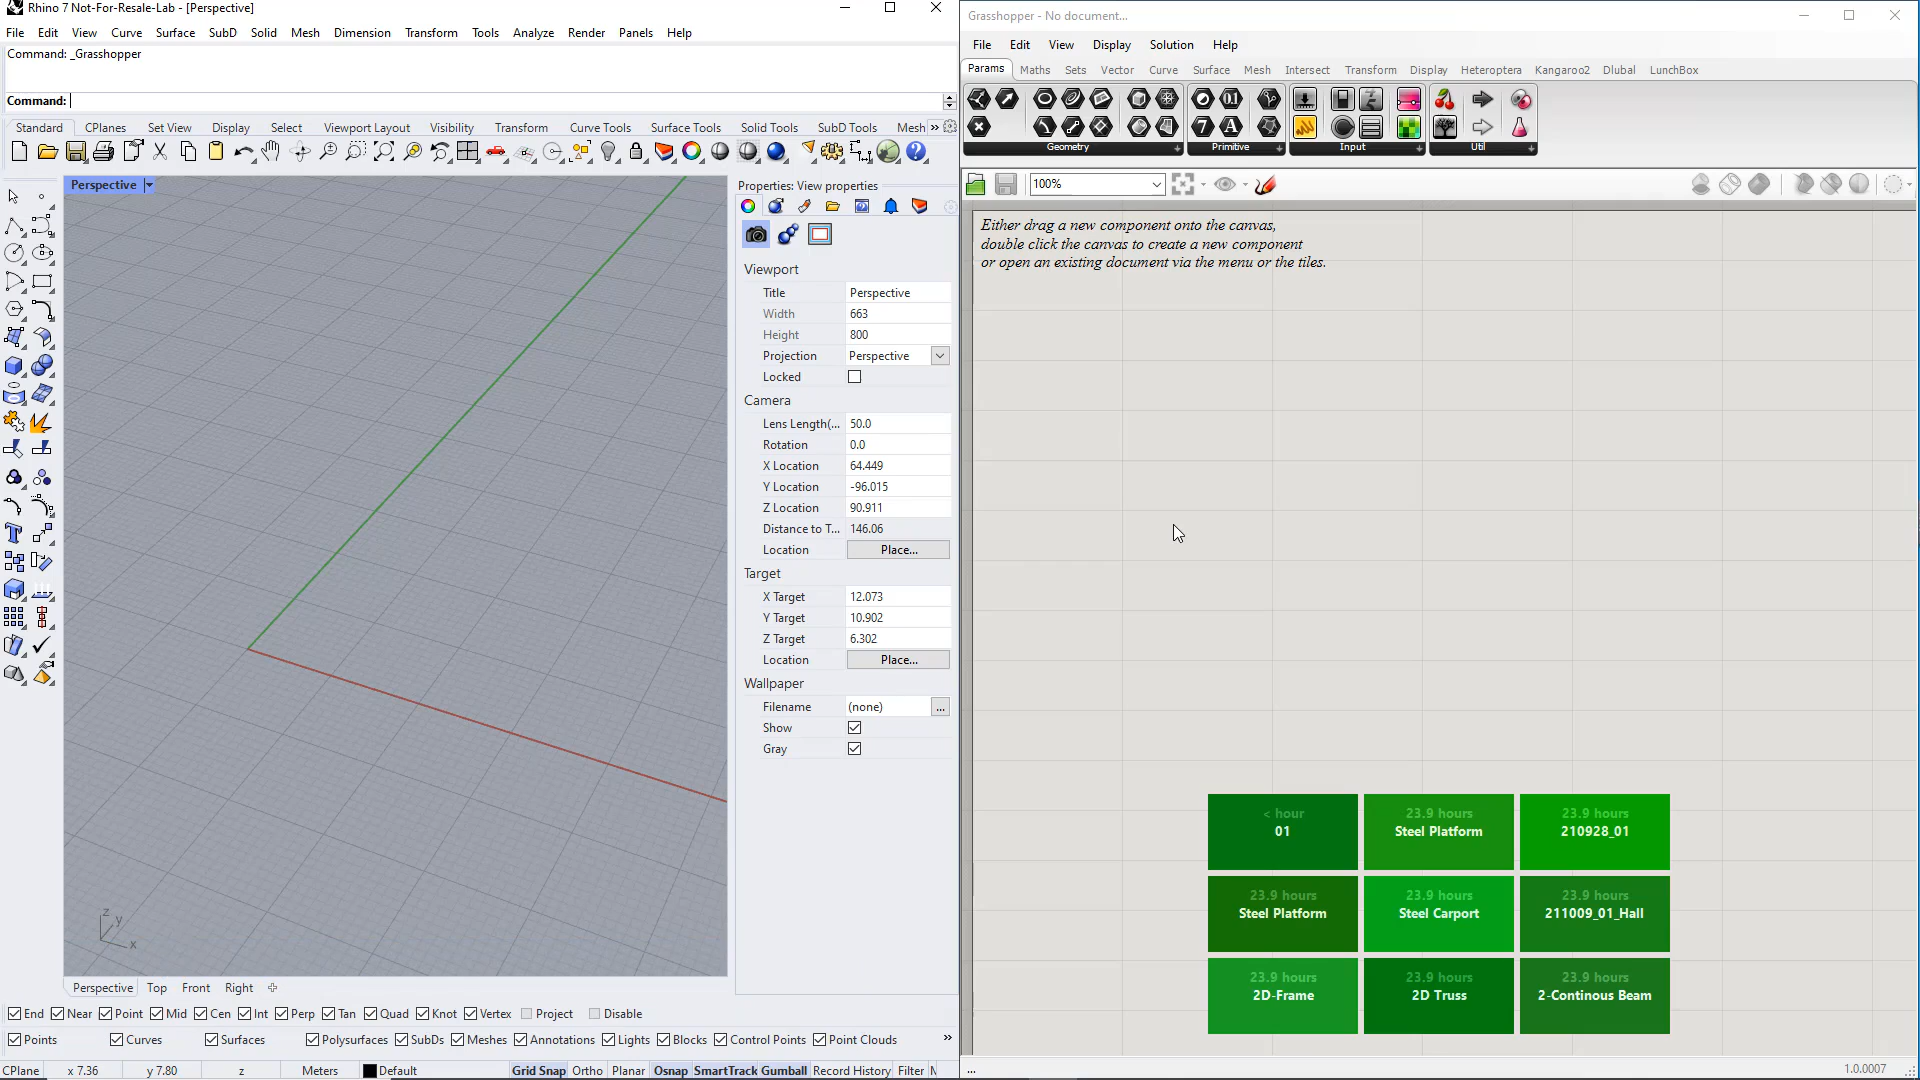 Rhino 7 Not-For-Resale-Lab - [Perspective]
File Edit View Curve Surface SubD Solid Mesh Dimension Transform Tools Analyze Render Panels Help
Command: _Grasshopper
Command:
Standard CPlanes Set View Display Select Viewport Layout Visibility Transform Curve Tools Surface Tools Solid Tools SubD Tools Mesh »
Perspective
Properties: View properties
Viewport
Title Perspective
Width 663
Height 800
Projection Perspective
Locked
Camera
Lens Length(... 50.0
Rotation 0.0
X Location 64.449
Y Location -96.015
Z Location 90.911
Distance to T... 146.06
Location Place...
Target
X Target 12.073
Y Target 10.902
Z Target 6.302
Location Place...
Wallpaper
Filename (none) ...
Show
Gray
z
y
x
Perspective Top Front Right
End Near Point Mid Cen Int Perp Tan Quad Knot Vertex Project Disable
Points Curves Surfaces Polysurfaces SubDs Meshes Annotations Lights Blocks Control Points Point Clouds »
CPlane x 7.36 y 7.80 z Meters Default Grid Snap Ortho Planar Osnap SmartTrack Gumball Record History Filter
Grasshopper - No document...
File Edit View Display Solution Help
Params Maths Sets Vector Curve Surface Mesh Intersect Transform Display Heteroptera Kangaroo2 Dlubal LunchBox
Geometry Primitive Input Util
100%
Either drag a new component onto the canvas,
double click the canvas to create a new component
or open an existing document via the menu or the tiles.
< hour
01
23.9 hours
Steel Platform
23.9 hours
210928_01
23.9 hours
Steel Platform
23.9 hours
Steel Carport
23.9 hours
211009_01_Hall
23.9 hours
2D-Frame
23.9 hours
2D Truss
23.9 hours
2-Continous Beam
... 1.0.0007